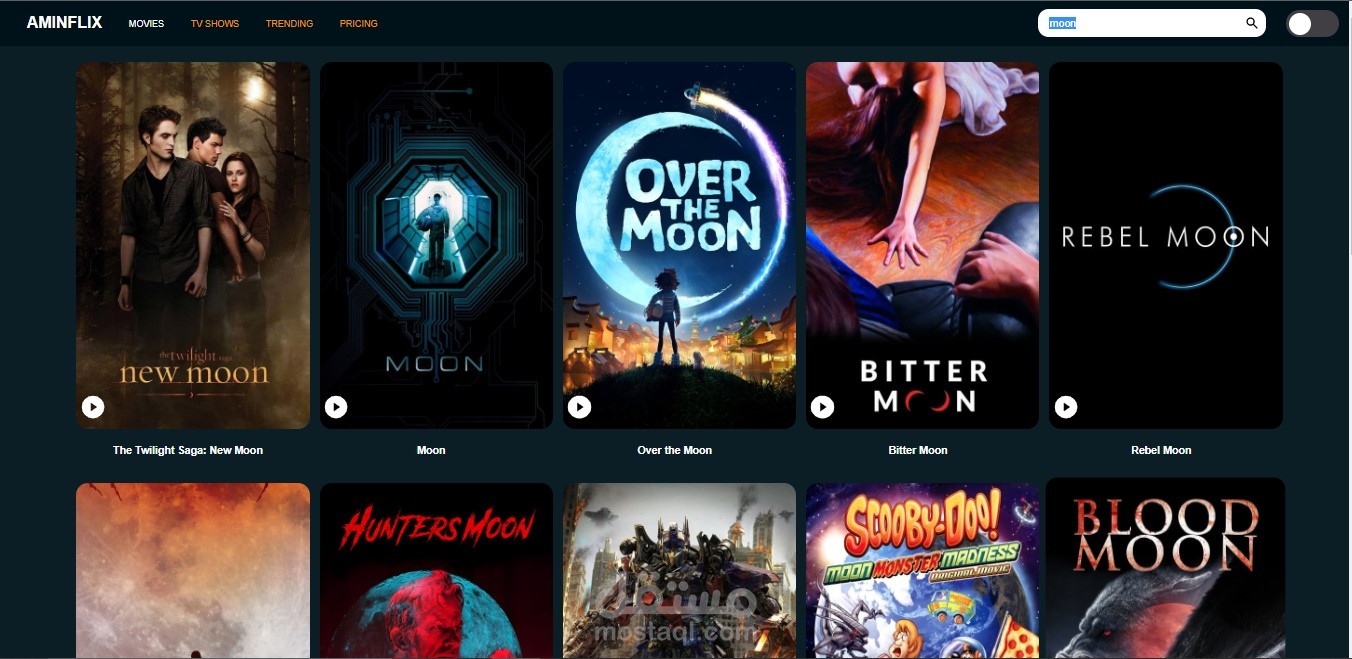 AMINFLIX MOVIES TV SHOWS TRENDING PRICING moon
the twilight saga
new moon
MOON
OVER
THE
MOON
BITTER
MOON
REBEL MOON
The Twilight Saga: New Moon
Moon
Over the Moon
Bitter Moon
Rebel Moon
HUNTERS MOON
SCOOBY-DOO!
MOON MONSTER MADNESS
ORIGINAL MOVIE
BLOOD
MOON
مستقل
mostaql.com